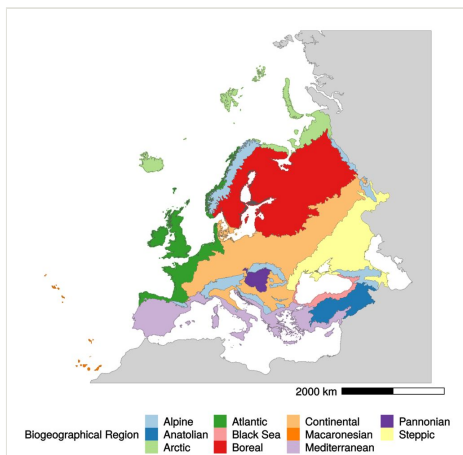 2000 km
Alpine Atlantic Continental Pannonian
Biogeographical Region Anatolian Black Sea Macaronesian Steppic
Arctic Boreal Mediterranean